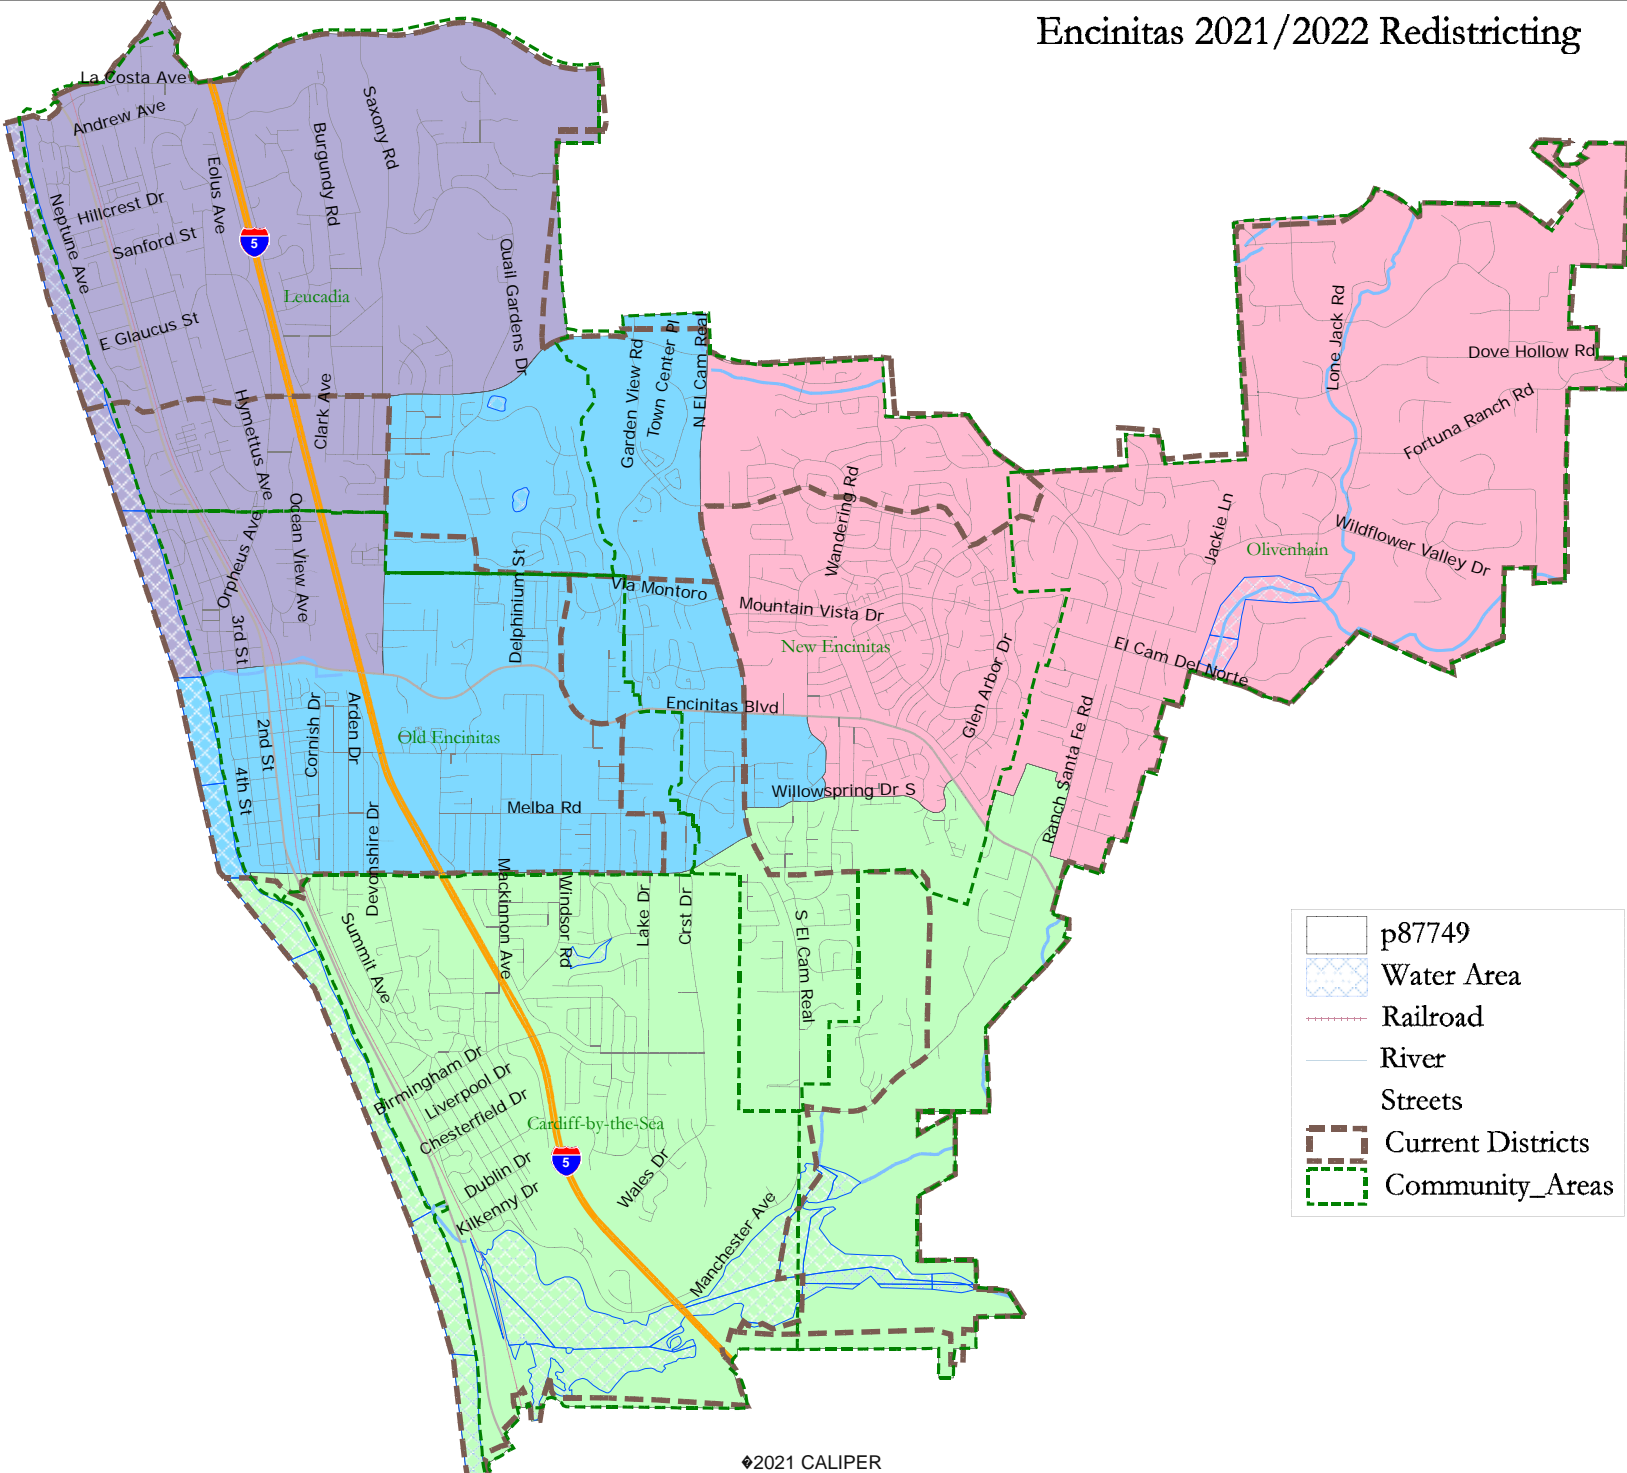 Encinitas 2021/2022 Redistricting
La Costa Ave
Andrew Ave
Saxony Rd
Burgundy Rd
Eolus Ave
Neptune Ave
Hillcrest Dr
Sanford St
5
Leucadia
Quail Gardens Dr
E Glaucus St
Garden View Rd
Town Center Pl
N El Cam Real
Lone Jack Rd
Dove Hollow Rd
Fortuna Ranch Rd
Hymettus Ave
Clark Ave
Wandering Rd
Jackie Ln
Wildflower Valley Dr
Olivenhain
Orpheus Ave
Ocean View Ave
3rd St
Delphinium St
Via Montoro
Mountain Vista Dr
New Encinitas
Glen Arbor Dr
El Cam Del Norte
Encinitas Blvd
Ranch Santa Fe Rd
2nd St
4th St
Cornish Dr
Arden Dr
Old Encinitas
Melba Rd
Willowspring Dr S
Devonshire Dr
Mackinnon Ave
Windsor Rd
Lake Dr
Crst Dr
S El Cam Real
Summit Ave
Birmingham Dr
Liverpool Dr
Chesterfield Dr
Cardiff-by-the-Sea
5
Dublin Dr
Kilkenny Dr
Wales Dr
Manchester Ave
p87749
Water Area
Railroad
River
Streets
Current Districts
Community_Areas
�2021 CALIPER